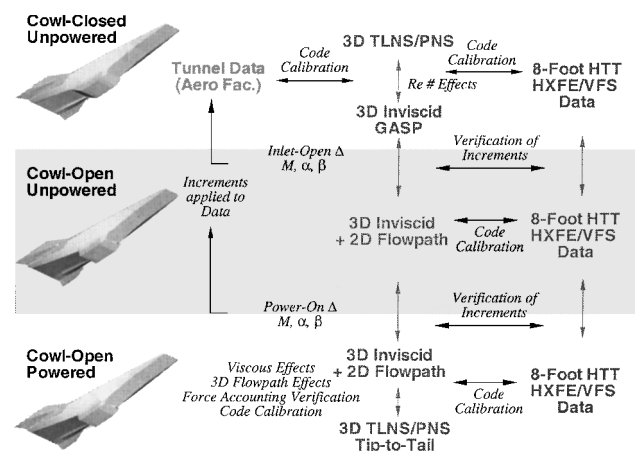 Cowl-Closed
Unpowered
Tunnel Data
(Aero Fac.)
Code
Calibration
3D TLNS/PNS
Code
Calibration
8-Foot HTT
HXFE/VFS
Data
Re # Effects
3D Inviscid
GASP
Inlet-Open Δ
M, α, β
Verification of
Increments
Cowl-Open
Unpowered
Increments
applied to
Data
3D Inviscid
+ 2D Flowpath
Code
Calibration
8-Foot HTT
HXFE/VFS
Data
Power-On Δ
M, α, β
Verification of
Increments
Cowl-Open
Powered
Viscous Effects
3D Flowpath Effects
Force Accounting Verification
Code Calibration
3D Inviscid
+ 2D Flowpath
Code
Calibration
8-Foot HTT
HXFE/VFS
Data
3D TLNS/PNS
Tip-to-Tail